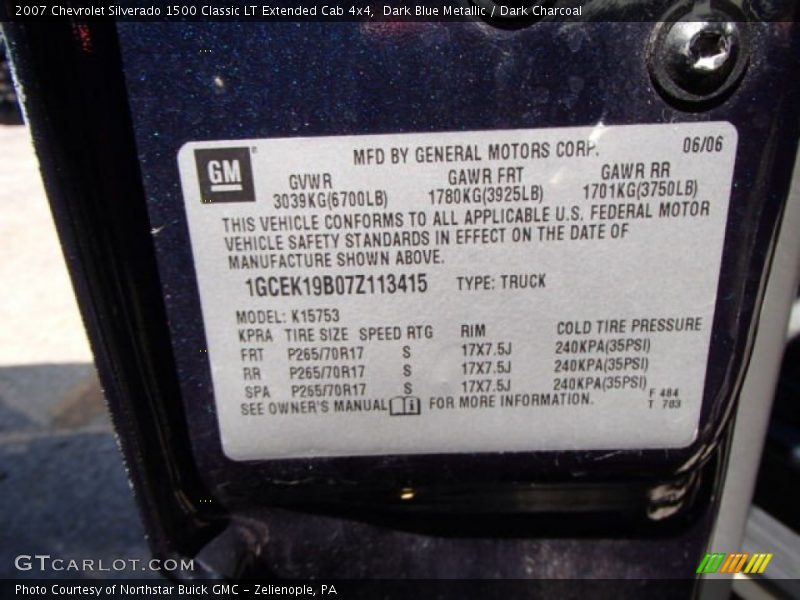 2007 Chevrolet Silverado 1500 Classic LT Extended Cab 4x4, Dark Blue Metallic / Dark Charcoal
GM
MFD BY GENERAL MOTORS CORP. 06/06
GVWR GAWR FRT GAWR RR
3039KG(6700LB) 1780KG(3925LB) 1701KG(3750LB)
THIS VEHICLE CONFORMS TO ALL APPLICABLE U.S. FEDERAL MOTOR
VEHICLE SAFETY STANDARDS IN EFFECT ON THE DATE OF
MANUFACTURE SHOWN ABOVE.
1GCEK19B07Z113415 TYPE: TRUCK
MODEL: K15753
KPRA TIRE SIZE SPEED RTG RIM COLD TIRE PRESSURE
FRT P265/70R17 S 17X7.5J 240KPA(35PSI)
RR P265/70R17 S 17X7.5J 240KPA(35PSI)
SPA P265/70R17 S 17X7.5J 240KPA(35PSI)
SEE OWNER'S MANUAL FOR MORE INFORMATION.
F 484
T 783
GTCARLOT.COM
Photo Courtesy of Northstar Buick GMC – Zelienople, PA